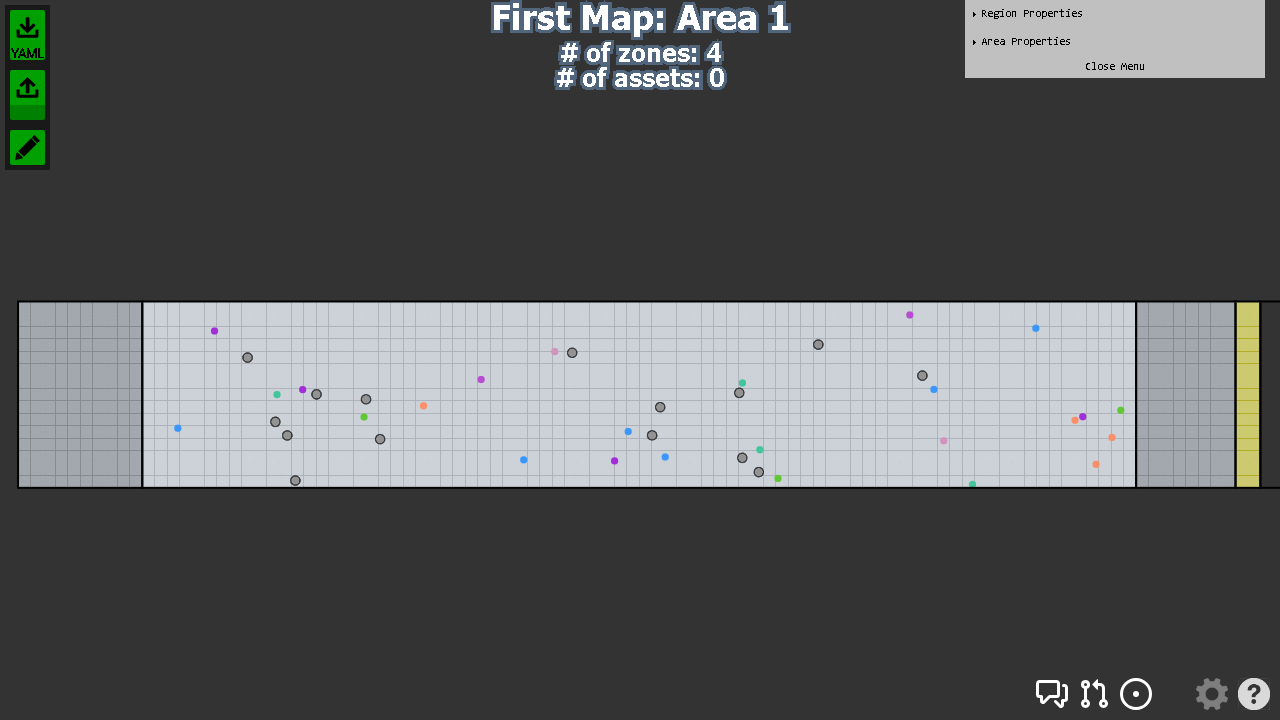 YAML
First Map: Area 1
# of zones: 4
# of assets: 0
Region Properties
Area Properties
Close Menu
?